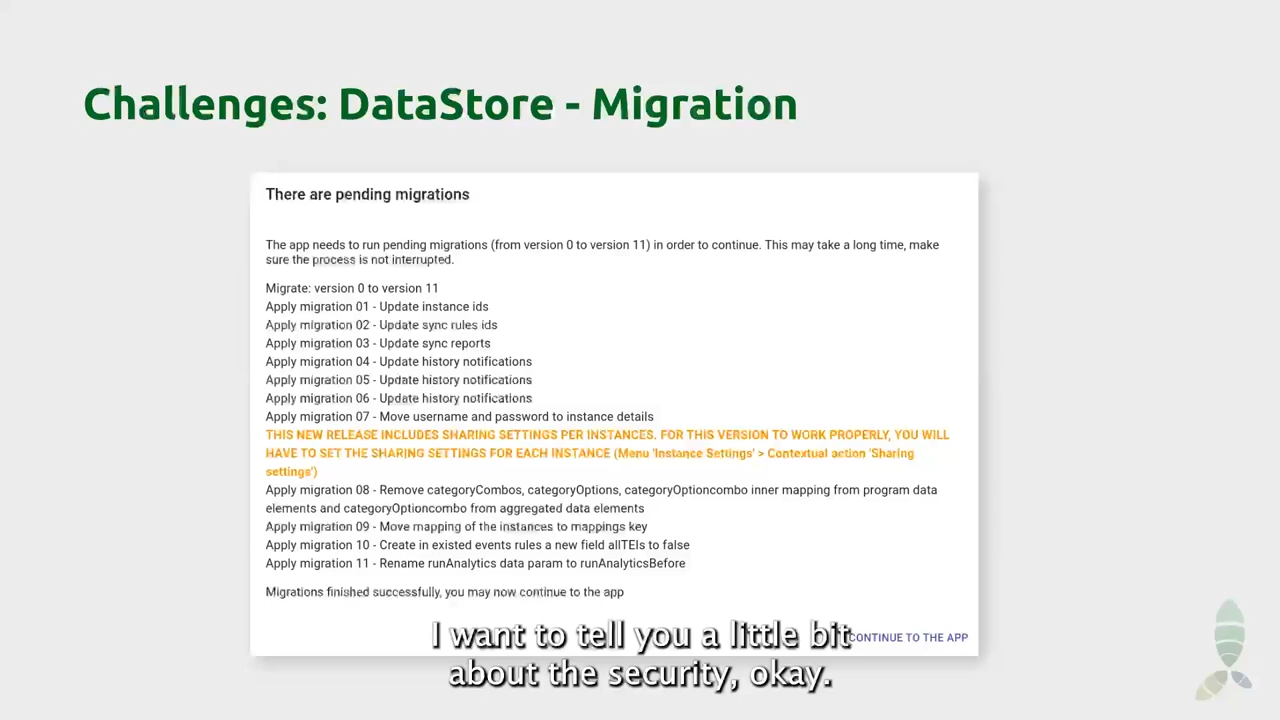 Challenges: DataStore - Migration
There are pending migrations
The app needs to run pending migrations (from version 0 to version 11) in order to continue. This may take a long time, make
sure the process is not interrupted.
Migrate: version 0 to version 11
Apply migration 01 - Update instance ids
Apply migration 02 - Update sync rules ids
Apply migration 03 - Update sync reports
Apply migration 04 - Update history notifications
Apply migration 05 - Update history notifications
Apply migration 06 - Update history notifications
Apply migration 07 - Move username and password to instance details
THIS NEW RELEASE INCLUDES SHARING SETTINGS PER INSTANCES. FOR THIS VERSION TO WORK PROPERLY, YOU WILL
HAVE TO SET THE SHARING SETTINGS FOR EACH INSTANCE (Menu 'Instance Settings' > Contextual action 'Sharing
settings')
Apply migration 08 - Remove categoryCombos, categoryOptions, categoryOptioncombo inner mapping from program data
elements and categoryOptioncombo from aggregated data elements
Apply migration 09 - Move mapping of the instances to mappings key
Apply migration 10 - Create in existed events rules a new field allTEIs to false
Apply migration 11 - Rename runAnalytics data param to runAnalyticsBefore
Migrations finished successfully, you may now continue to the app
CONTINUE TO THE APP
I want to tell you a little bit
about the security, okay.